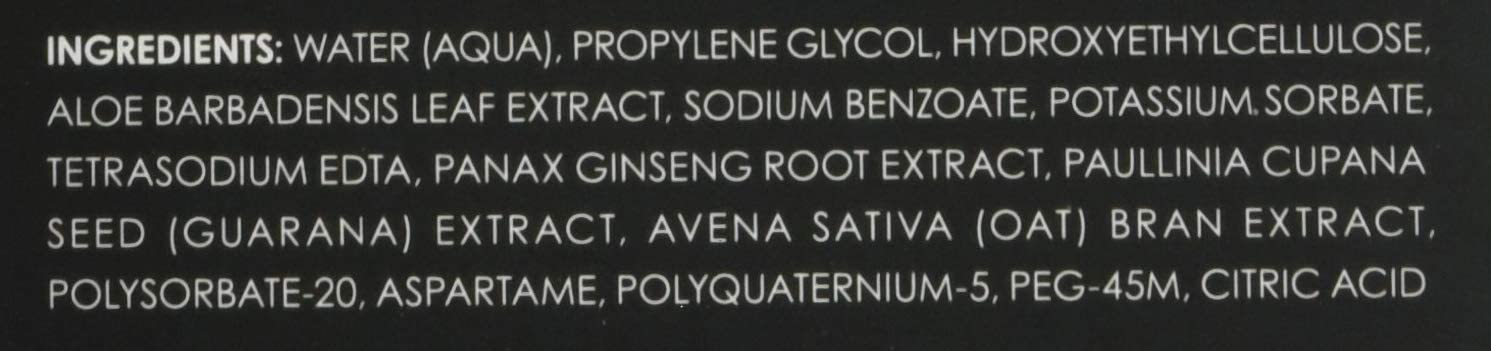 INGREDIENTS: WATER (AQUA), PROPYLENE GLYCOL, HYDROXYETHYLCELLULOSE,
ALOE BARBADENSIS LEAF EXTRACT, SODIUM BENZOATE, POTASSIUM SORBATE,
TETRASODIUM EDTA, PANAX GINSENG ROOT EXTRACT, PAULLINIA CUPANA
SEED (GUARANA) EXTRACT, AVENA SATIVA (OAT) BRAN EXTRACT,
POLYSORBATE-20, ASPARTAME, POLYQUATERNIUM-5, PEG-45M, CITRIC ACID